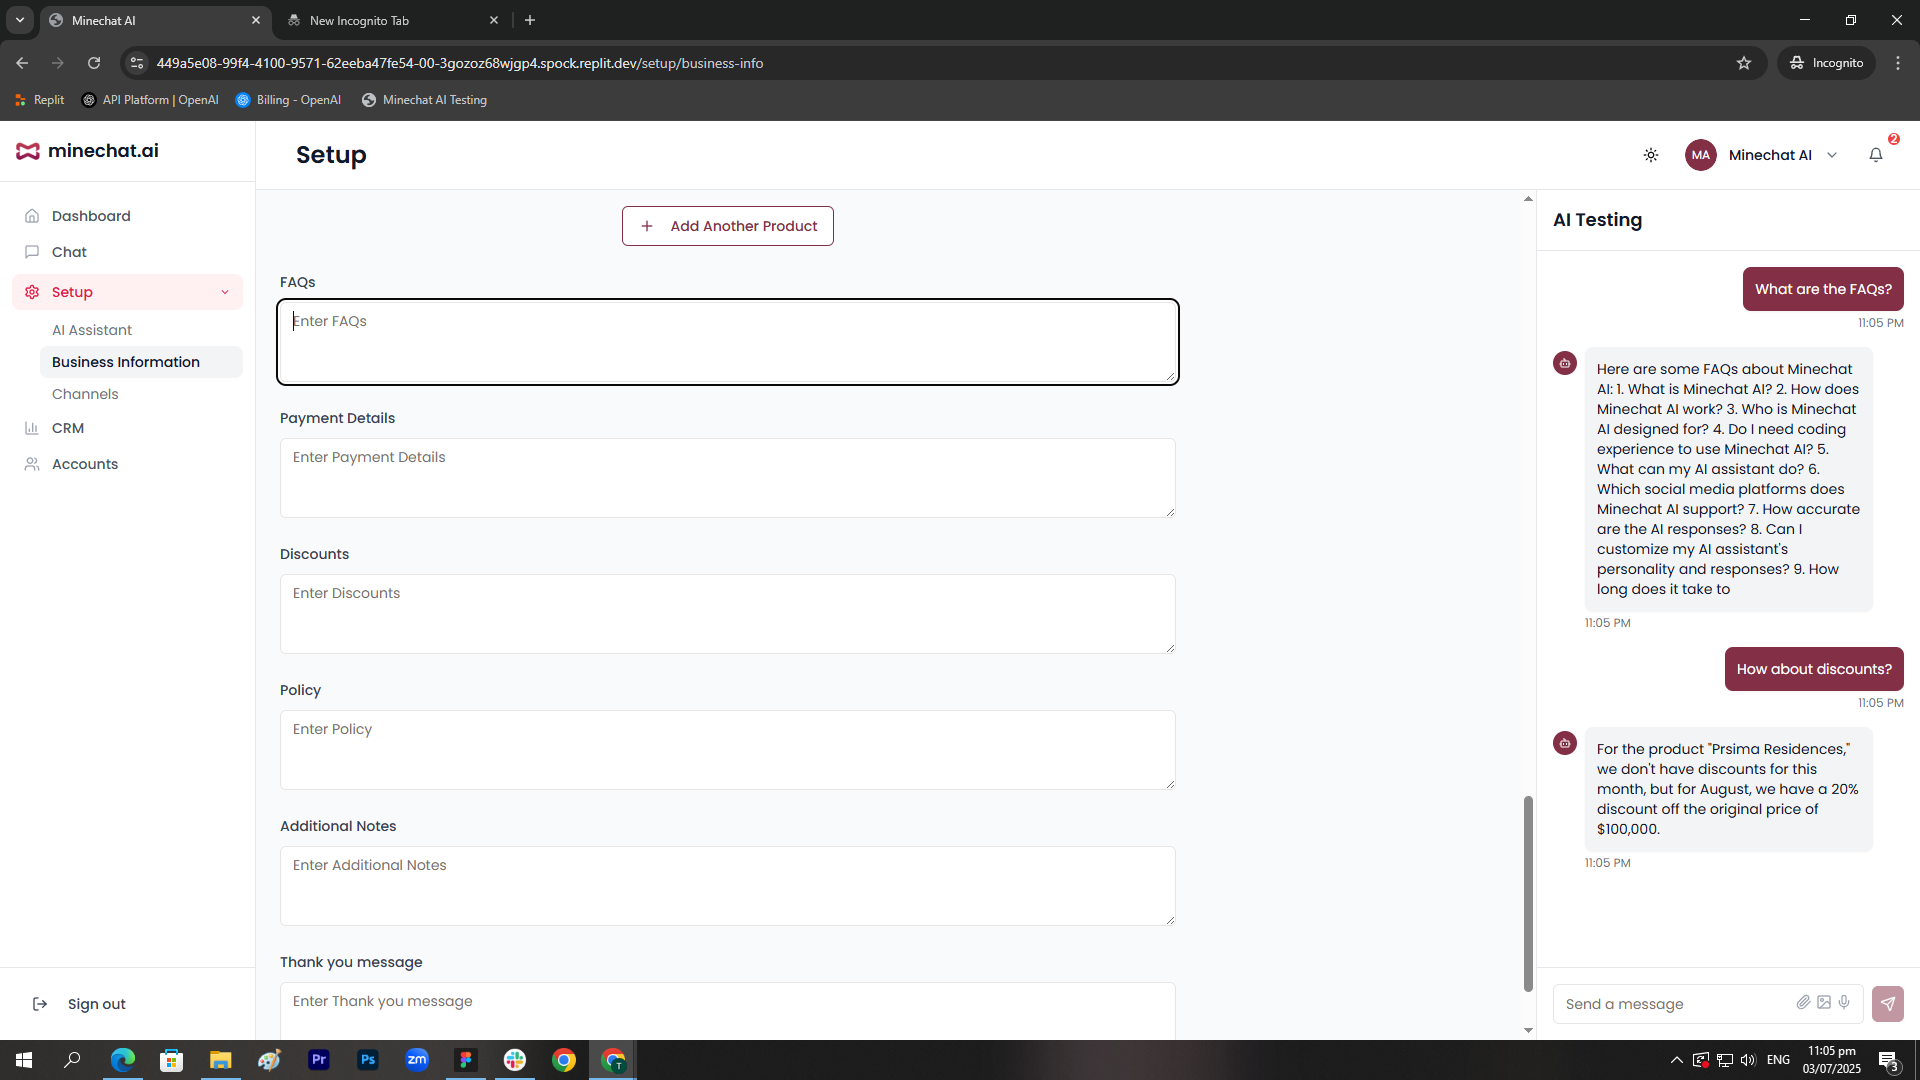 Minechat AI
New Incognito Tab
449a5e08-99f4-4100-9571-62eeba47fe54-00-3gozoz68wjgp4.spock.replit.dev/setup/business-info
Incognito
Replit
API Platform | OpenAI
Billing - OpenAI
Minechat AI Testing
minechat.ai
Setup
MA
Minechat AI
2
Dashboard
Chat
Setup
AI Assistant
Business Information
Channels
CRM
Accounts
Sign out
Add Another Product
FAQs
Enter FAQs
Payment Details
Enter Payment Details
Discounts
Enter Discounts
Policy
Enter Policy
Additional Notes
Enter Additional Notes
Thank you message
Enter Thank you message
AI Testing
What are the FAQs?
11:05 PM
Here are some FAQs about Minechat
AI: 1. What is Minechat AI? 2. How does
Minechat AI work? 3. Who is Minechat
AI designed for? 4. Do I need coding
experience to use Minechat AI? 5.
What can my AI assistant do? 6.
Which social media platforms does
Minechat AI support? 7. How accurate
are the AI responses? 8. Can I
customize my AI assistant's
personality and responses? 9. How
long does it take to
11:05 PM
How about discounts?
11:05 PM
For the product "Prsima Residences,"
we don't have discounts for this
month, but for August, we have a 20%
discount off the original price of
$100,000.
11:05 PM
Send a message
Pr
Ps
zm
T
ENG
11:05 pm
03/07/2025
3